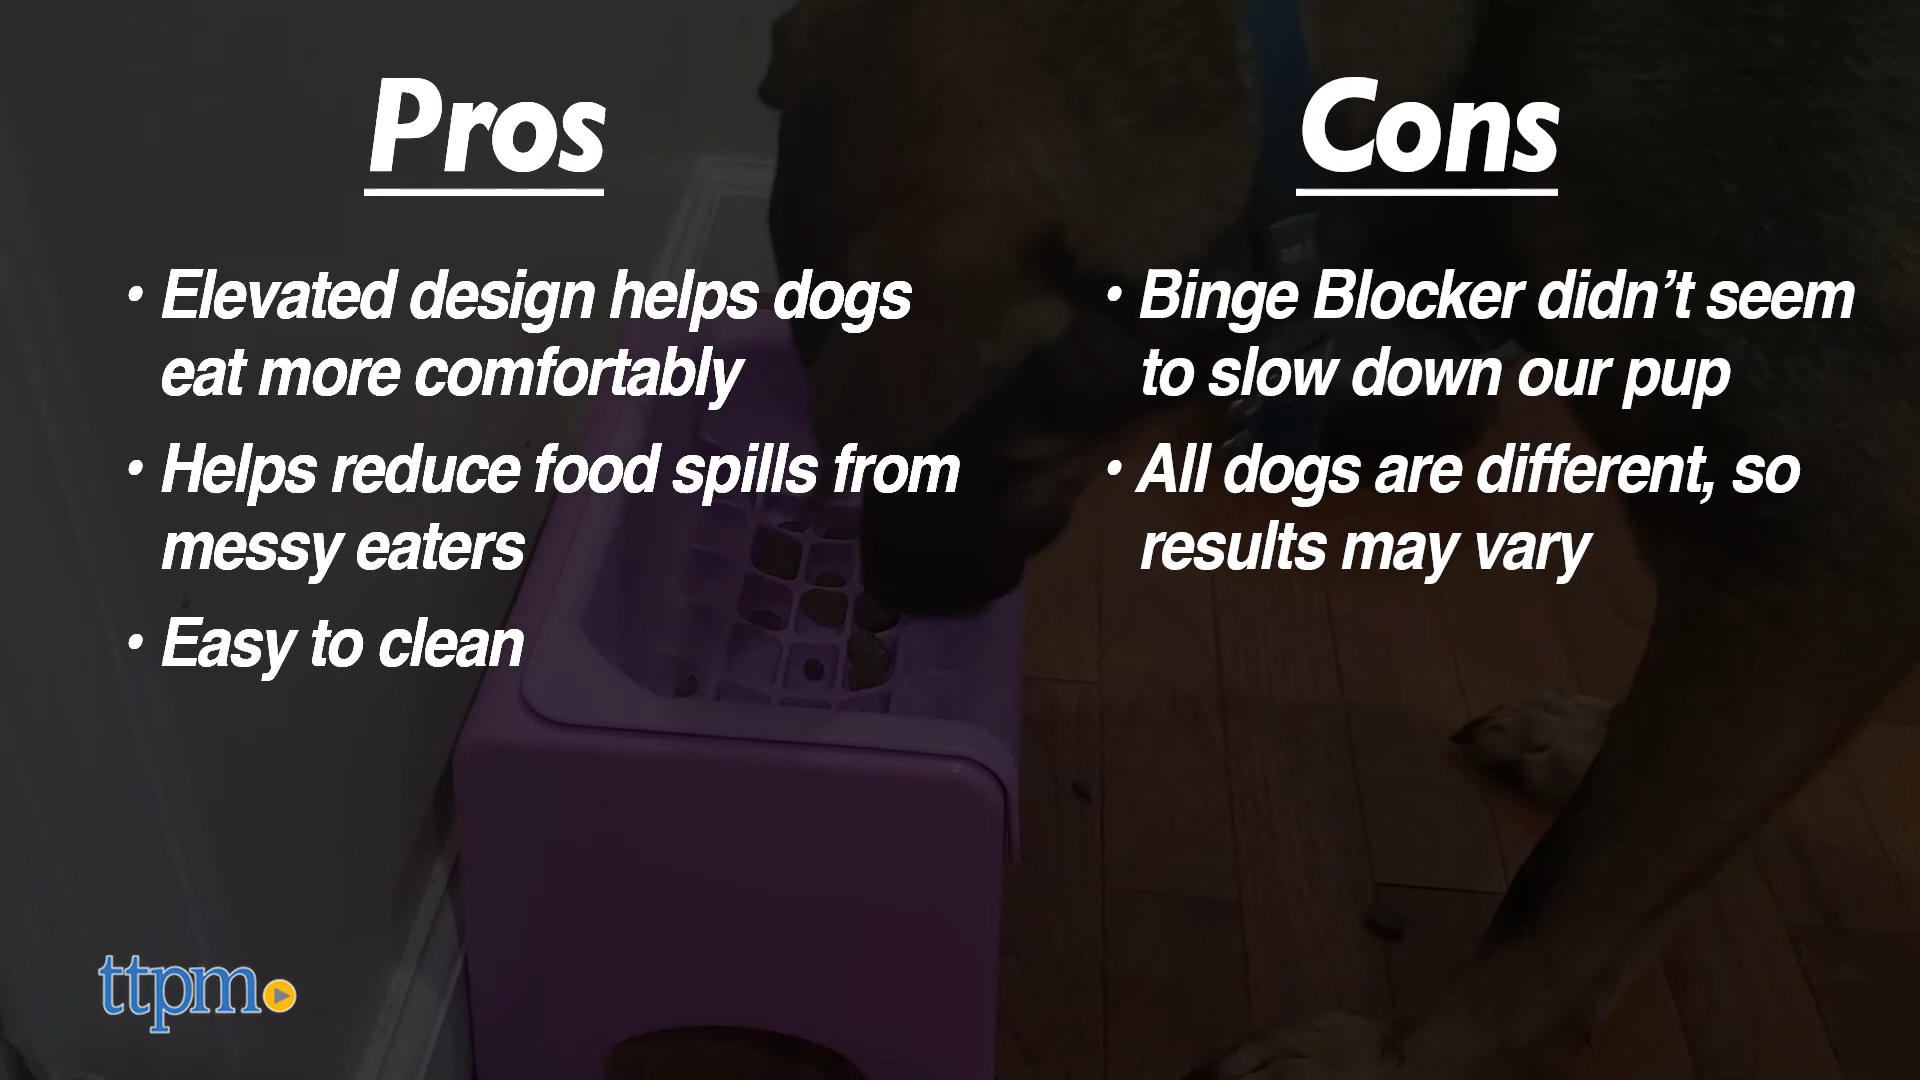 Pros
• Elevated design helps dogs
eat more comfortably
• Helps reduce food spills from
messy eaters
• Easy to clean
Cons
• Binge Blocker didn’t seem
to slow down our pup
• All dogs are different, so
results may vary
ttpm